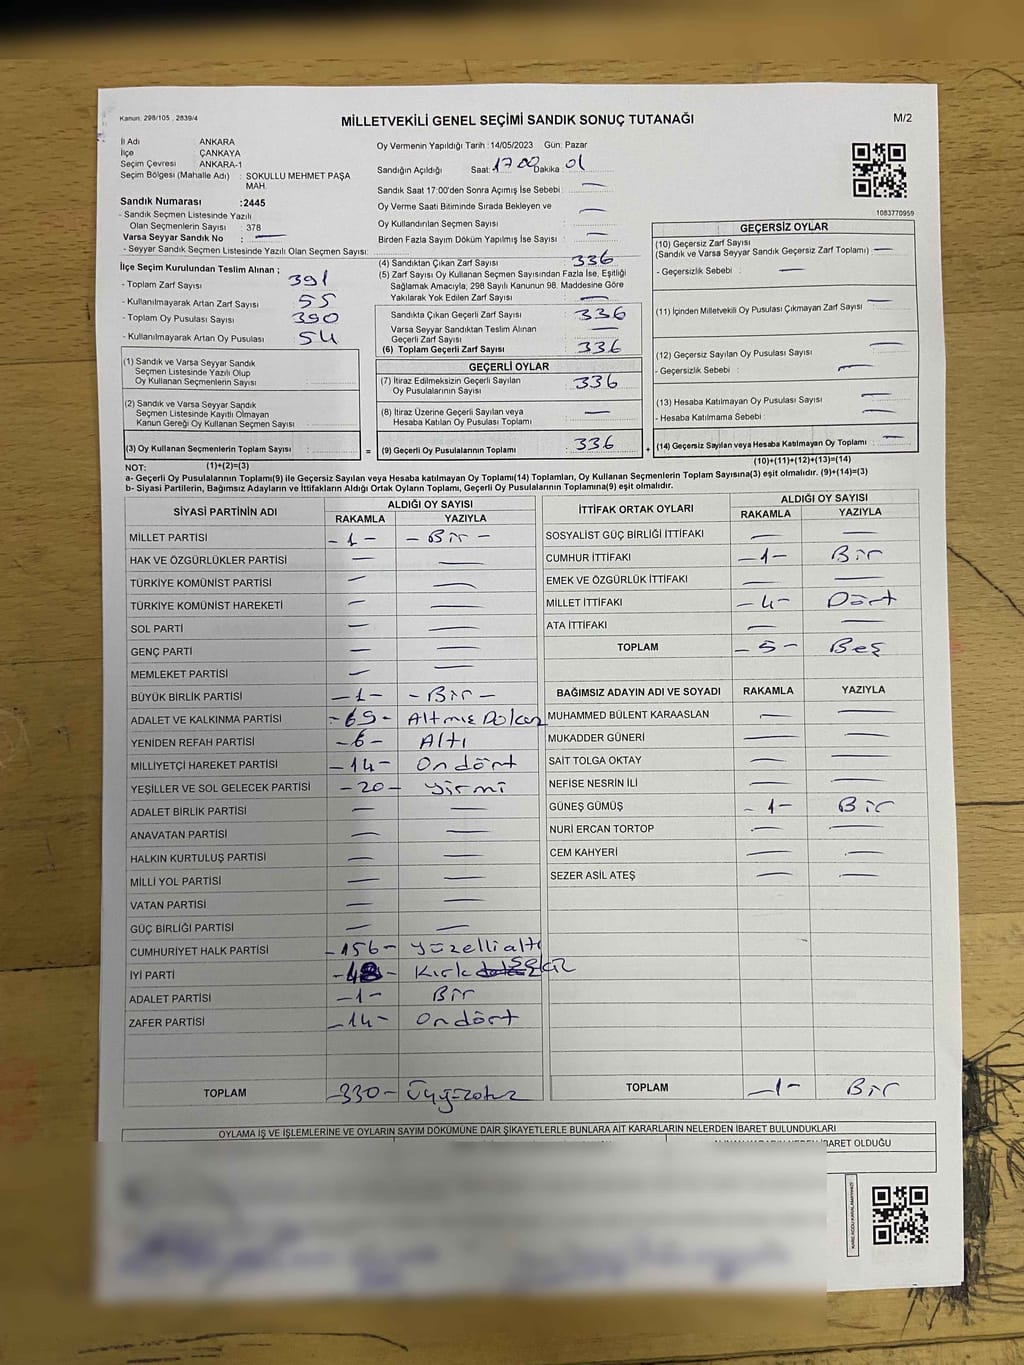 Kanun: 298/105 , 2839/4
MİLLETVEKİLİ GENEL SEÇİMİ SANDIK SONUÇ TUTANAĞI
M/2
İl Adı ANKARA
İlçe ÇANKAYA
Seçim Çevresi ANKARA-1
Seçim Bölgesi (Mahalle Adı) : SOKULLU MEHMET PAŞA
MAH.
Sandık Numarası :2445
- Sandık Seçmen Listesinde Yazılı
Olan Seçmenlerin Sayısı : 378
Varsa Seyyar Sandık No : —
- Seyyar Sandık Seçmen Listesinde Yazılı Olan Seçmen Sayısı:
Oy Vermenin Yapıldığı Tarih :14/05/2023 Gün: Pazar
Sandığın Açıldığı Saat: 17 00 Dakika: 01
Sandık Saat 17:00'den Sonra Açımış İse Sebebi : —
Oy Verme Saati Bitiminde Sırada Bekleyen ve —
Oy Kullandırılan Seçmen Sayısı :
Birden Fazla Sayım Döküm Yapılmış İse Sayısı : —
1083770959
İlçe Seçim Kurulundan Teslim Alınan ;
- Toplam Zarf Sayısı : 391
- Kullanılmayarak Artan Zarf Sayısı : 55
- Toplam Oy Pusulası Sayısı : 390
- Kullanılmayarak Artan Oy Pusulası : 54
(1) Sandık ve Varsa Seyyar Sandık
Seçmen Listesinde Yazılı Olup
Oy Kullanan Seçmenlerin Sayısı :
(2) Sandık ve Varsa Seyyar Sandık
Seçmen Listesinde Kayıtlı Olmayan
Kanun Gereği Oy Kullanan Seçmen Sayısı :
(3) Oy Kullanan Seçmenlerin Toplam Sayısı :
(4) Sandıktan Çıkan Zarf Sayısı : 336
(5) Zarf Sayısı Oy Kullanan Seçmen Sayısından Fazla İse, Eşitliği
Sağlamak Amacıyla; 298 Sayılı Kanunun 98. Maddesine Göre
Yakılarak Yok Edilen Zarf Sayısı : —
Sandıkta Çıkan Geçerli Zarf Sayısı : 336
Varsa Seyyar Sandıktan Teslim Alınan —
Geçerli Zarf Sayısı :
(6) Toplam Geçerli Zarf Sayısı : 336
GEÇERLİ OYLAR
(7) İtiraz Edilmeksizin Geçerli Sayılan 336
Oy Pusulalarının Sayısı :
(8) İtiraz Üzerine Geçerli Sayılan veya —
Hesaba Katılan Oy Pusulası Toplamı :
= (9) Geçerli Oy Pusulalarının Toplamı : 336
GEÇERSİZ OYLAR
(10) Geçersiz Zarf Sayısı
(Sandık ve Varsa Seyyar Sandık Geçersiz Zarf Toplamı) : —
- Geçersizlik Sebebi : —
(11) İçinden Milletvekili Oy Pusulası Çıkmayan Zarf Sayısı : —
(12) Geçersiz Sayılan Oy Pusulası Sayısı : —
- Geçersizlik Sebebi : —
(13) Hesaba Katılmayan Oy Pusulası Sayısı : —
- Hesaba Katılmama Sebebi : —
+ (14) Geçersiz Sayılan veya Hesaba Katılmayan Oy Toplamı : —
NOT: (1)+(2)=(3)
(10)+(11)+(12)+(13)=(14)
a- Geçerli Oy Pusulalarının Toplamı(9) ile Geçersiz Sayılan veya Hesaba katılmayan Oy Toplamı(14) Toplamları, Oy Kullanan Seçmenlerin Toplam Sayısına(3) eşit olmalıdır. (9)+(14)=(3)
b- Siyasi Partilerin, Bağımsız Adayların ve İttifakların Aldığı Ortak Oyların Toplamı, Geçerli Oy Pusulalarının Toplamına(9) eşit olmalıdır.
SİYASİ PARTİNİN ADI ALDIĞI OY SAYISI
RAKAMLA YAZIYLA
MİLLET PARTİSİ - 1 - - Bir -
HAK VE ÖZGÜRLÜKLER PARTİSİ — —
TÜRKİYE KOMÜNİST PARTİSİ — —
TÜRKİYE KOMÜNİST HAREKETİ — —
SOL PARTİ — —
GENÇ PARTİ — —
MEMLEKET PARTİSİ — —
BÜYÜK BİRLİK PARTİSİ - 1 - - Bir -
ADALET VE KALKINMA PARTİSİ - 69 - Altmış Dokuz
YENİDEN REFAH PARTİSİ - 6 - Altı
MİLLİYETÇİ HAREKET PARTİSİ - 14 - Ondört
YEŞİLLER VE SOL GELECEK PARTİSİ - 20 - Yirmi
ADALET BİRLİK PARTİSİ — —
ANAVATAN PARTİSİ — —
HALKIN KURTULUŞ PARTİSİ — —
MİLLİ YOL PARTİSİ — —
VATAN PARTİSİ — —
GÜÇ BİRLİĞİ PARTİSİ — —
CUMHURİYET HALK PARTİSİ - 156 - yüzellialtı
İYİ PARTİ - 48 - Kırk sekiz
ADALET PARTİSİ - 1 - Bir
ZAFER PARTİSİ - 14 - Ondört
TOPLAM - 330 - Üçyüzotuz
İTTİFAK ORTAK OYLARI ALDIĞI OY SAYISI
RAKAMLA YAZIYLA
SOSYALİST GÜÇ BİRLİĞİ İTTİFAKI — —
CUMHUR İTTİFAKI - 1 - Bir
EMEK VE ÖZGÜRLÜK İTTİFAKI — —
MİLLET İTTİFAKI - 4 - Dört
ATA İTTİFAKI — —
TOPLAM - 5 - Beş
BAĞIMSIZ ADAYIN ADI VE SOYADI RAKAMLA YAZIYLA
MUHAMMED BÜLENT KARAASLAN — —
MUKADDER GÜNERİ — —
SAİT TOLGA OKTAY — —
NEFİSE NESRİN İLİ — —
GÜNEŞ GÜMÜŞ - 1 - Bir
NURİ ERCAN TORTOP — —
CEM KAHYERİ — —
SEZER ASİL ATEŞ — —
TOPLAM - 1 - Bir
OYLAMA İŞ VE İŞLEMLERİNE VE OYLARIN SAYIM DÖKÜMÜNE DAİR ŞİKAYETLERLE BUNLARA AİT KARARLARIN NELERDEN İBARET BULUNDUKLARI
İBARET OLDUĞU